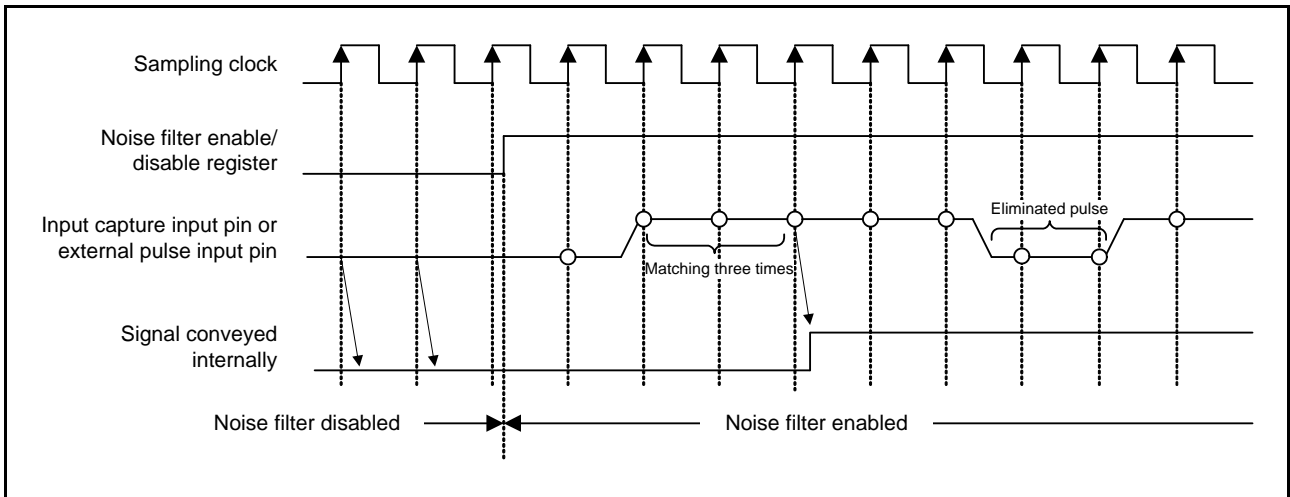 Sampling clock
Noise filter enable/
disable register
Input capture input pin or
external pulse input pin
Eliminated pulse
Matching three times
Signal conveyed
internally
Noise filter disabled
Noise filter enabled